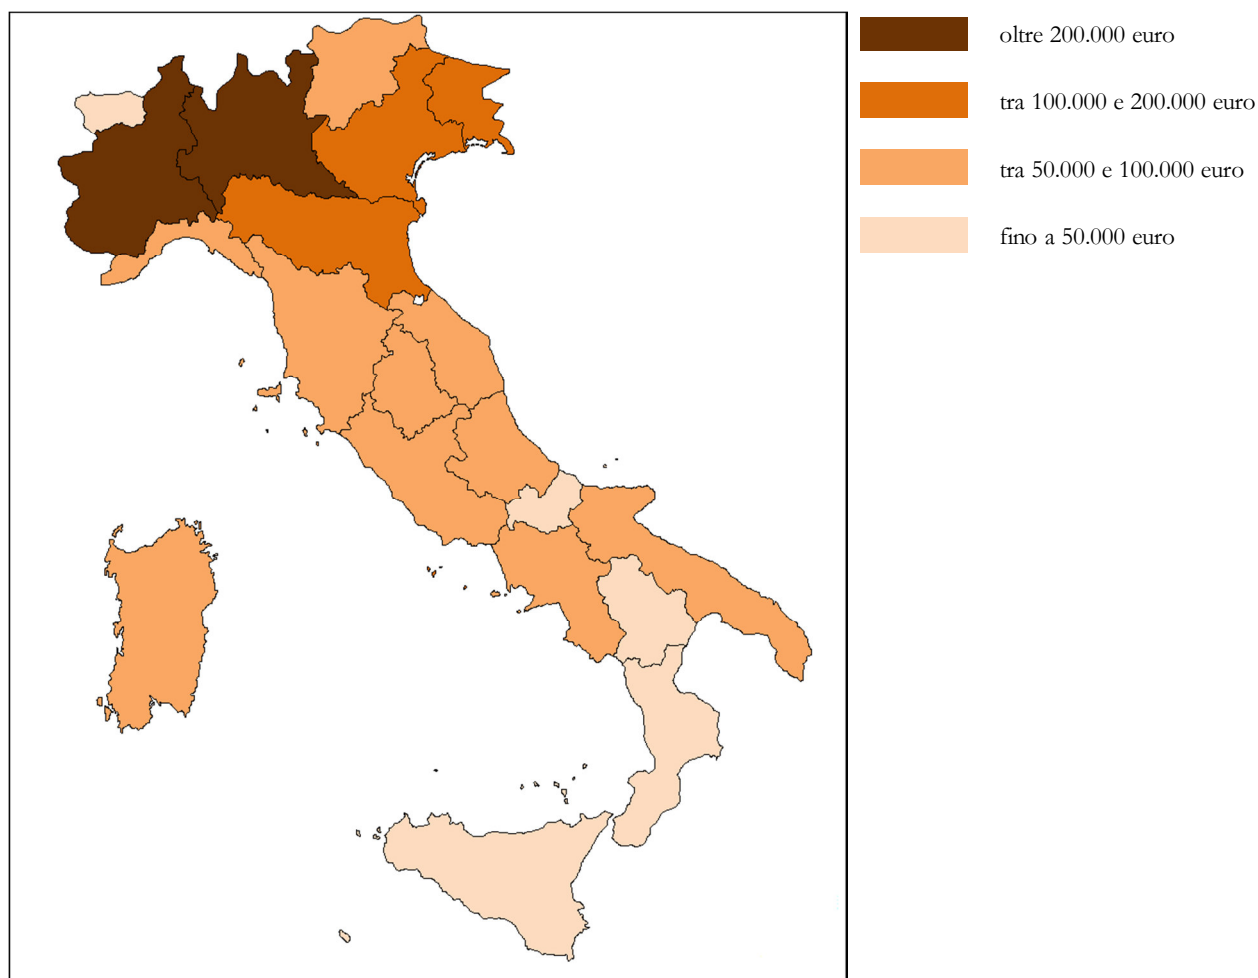 oltre 200.000 euro
tra 100.000 e 200.000 euro
tra 50.000 e 100.000 euro
fino a 50.000 euro